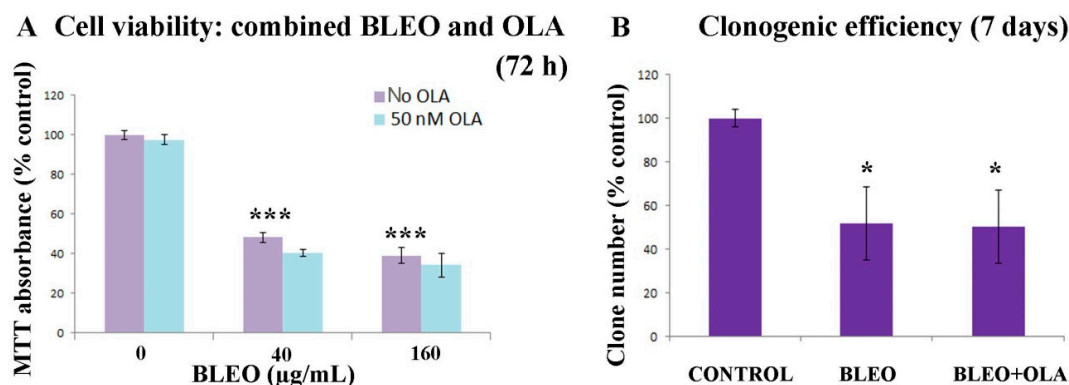 A Cell viability: combined BLEO and OLA
(72 h)
No OLA
50 nM OLA
MTT absorbance (% control)
120
100
80
60
40
20
0
***
***
0 40 160
BLEO (µg/mL)
B Clonogenic efficiency (7 days)
Clone number (% control)
120
100
80
60
40
20
0
* *
CONTROL BLEO BLEO+OLA